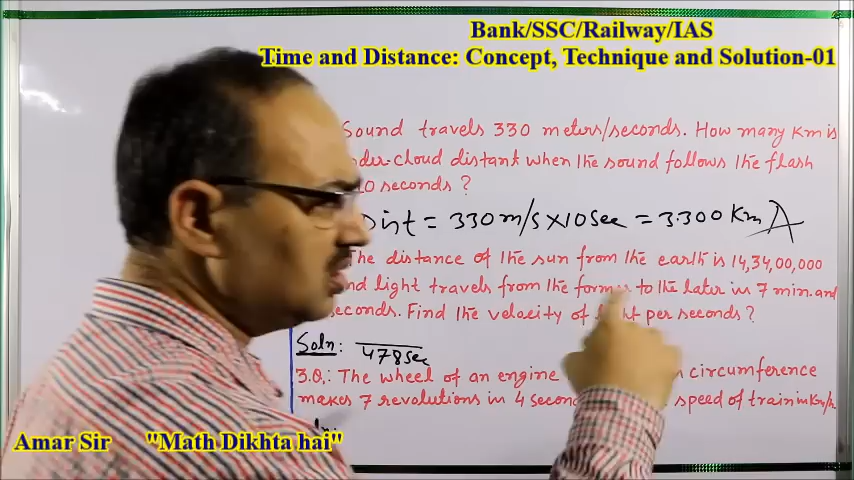 Bank/SSC/Railway/IAS
Time and Distance: Concept, Technique and Solution-01
Sound travels 330 meters/seconds. How many Km is
cloud distant when the sound follows the flash
10 seconds ?
Dist = 330 m/s × 10 Sec = 3.300 Km A
The distance of the sun from the earth is 14,34,00,000
light travels from the former to the later in 7 min. and
seconds. Find the velocity of light per seconds ?
Soln: 478 Sec
3.Q.: The wheel of an engine circumference
makes 7 revolutions in 4 speed of train in Km/h.
Amar Sir "Math Dikhta hai"